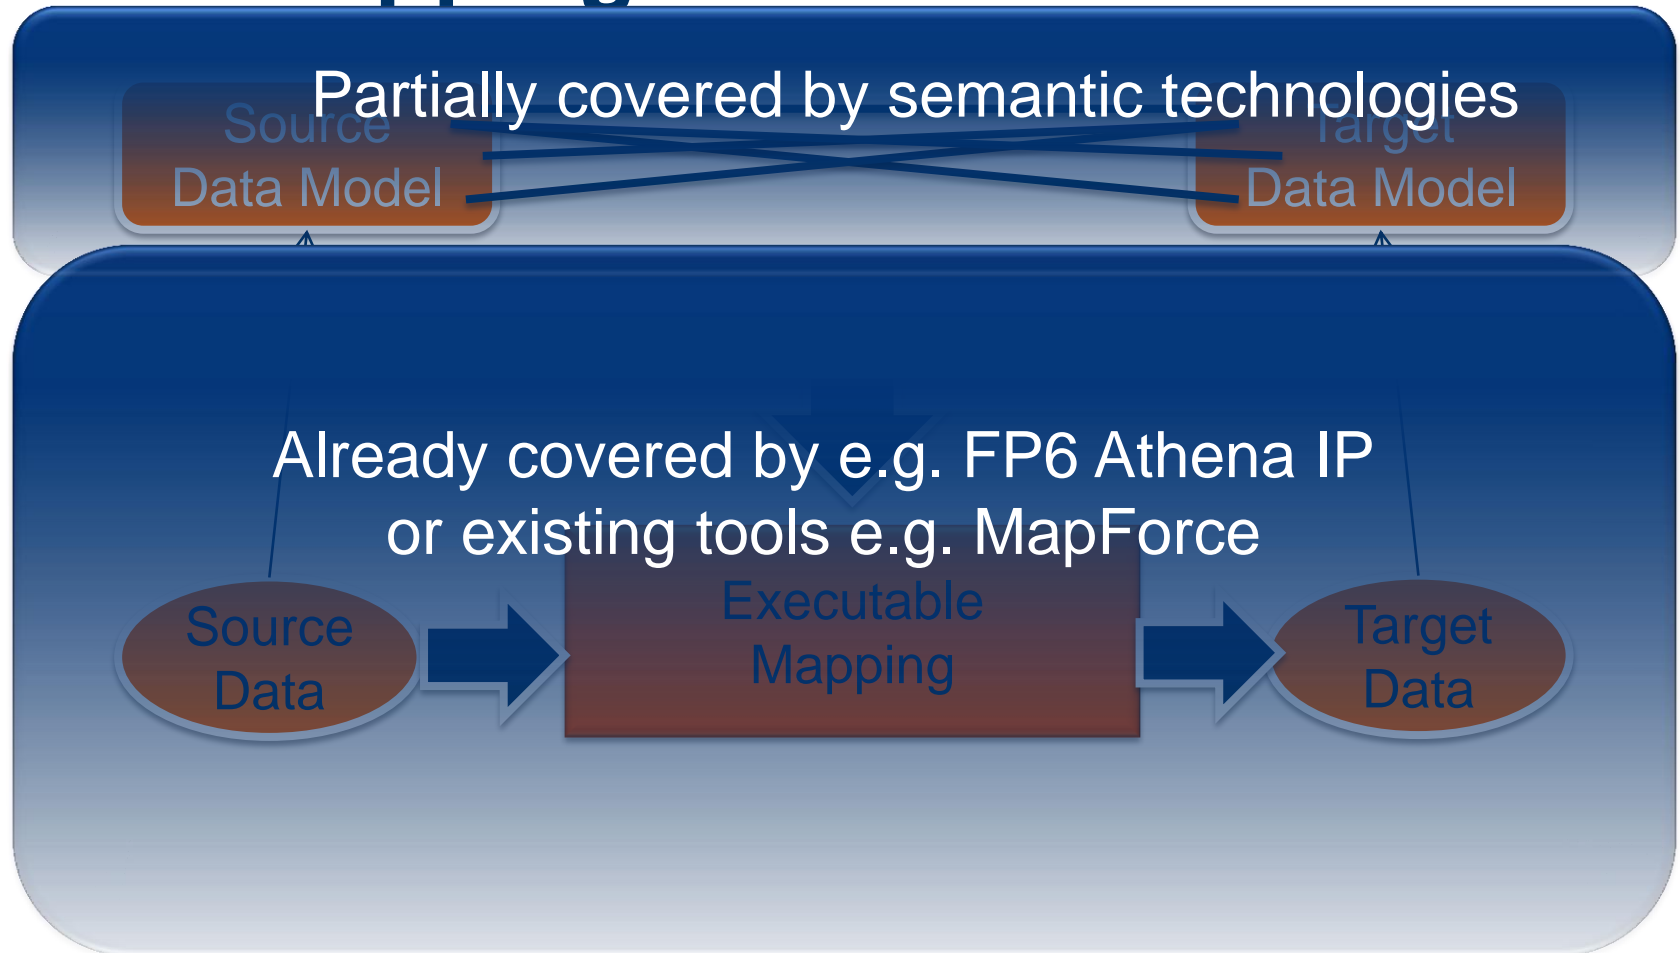 Partially covered by semantic technologies
Source
Data Model
Target
Data Model
Already covered by e.g. FP6 Athena IP
or existing tools e.g. MapForce
Executable
Mapping
Source
Data
Target
Data